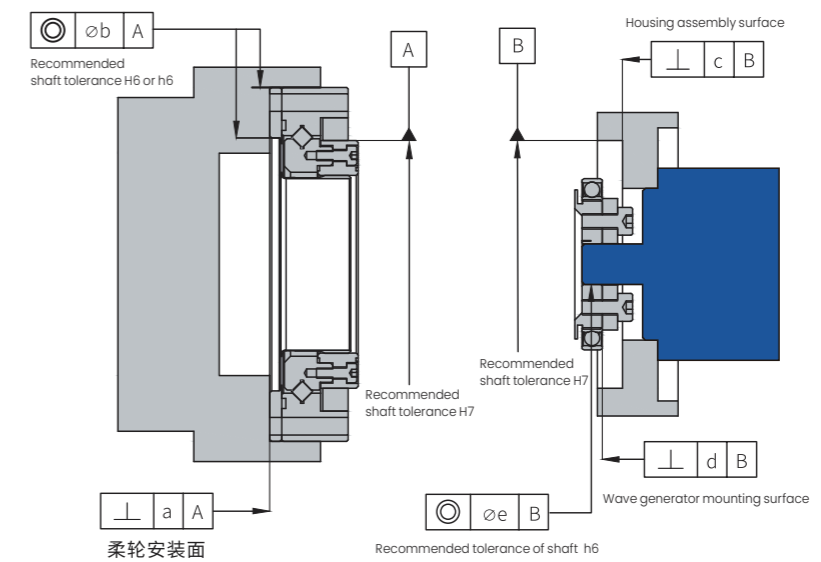 ◎ ⌀b A
Recommended
shaft tolerance H6 or h6
A
B
Housing assembly surface
⊥ c B
Recommended
shaft tolerance H7
Recommended
shaft tolerance H7
⊥ d B
Wave generator mounting surface
⊥ a A
柔轮安装面
◎ ⌀e B
Recommended tolerance of shaft h6